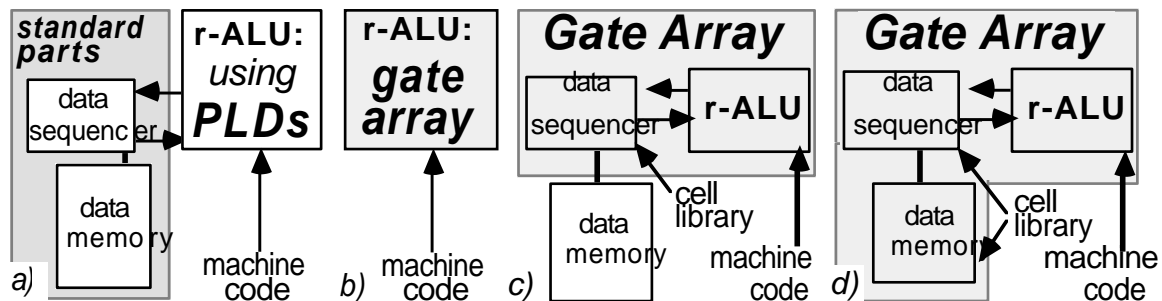 standard
parts
data
sequencer
data
memory
r-ALU:
using
PLDs
machine
code
a)
r-ALU:
gate
array
machine
code
b)
Gate Array
data
sequencer
r-ALU
cell
library
data
memory
machine
code
c)
Gate Array
data
sequencer
r-ALU
cell
library
data
memory
machine
code
d)